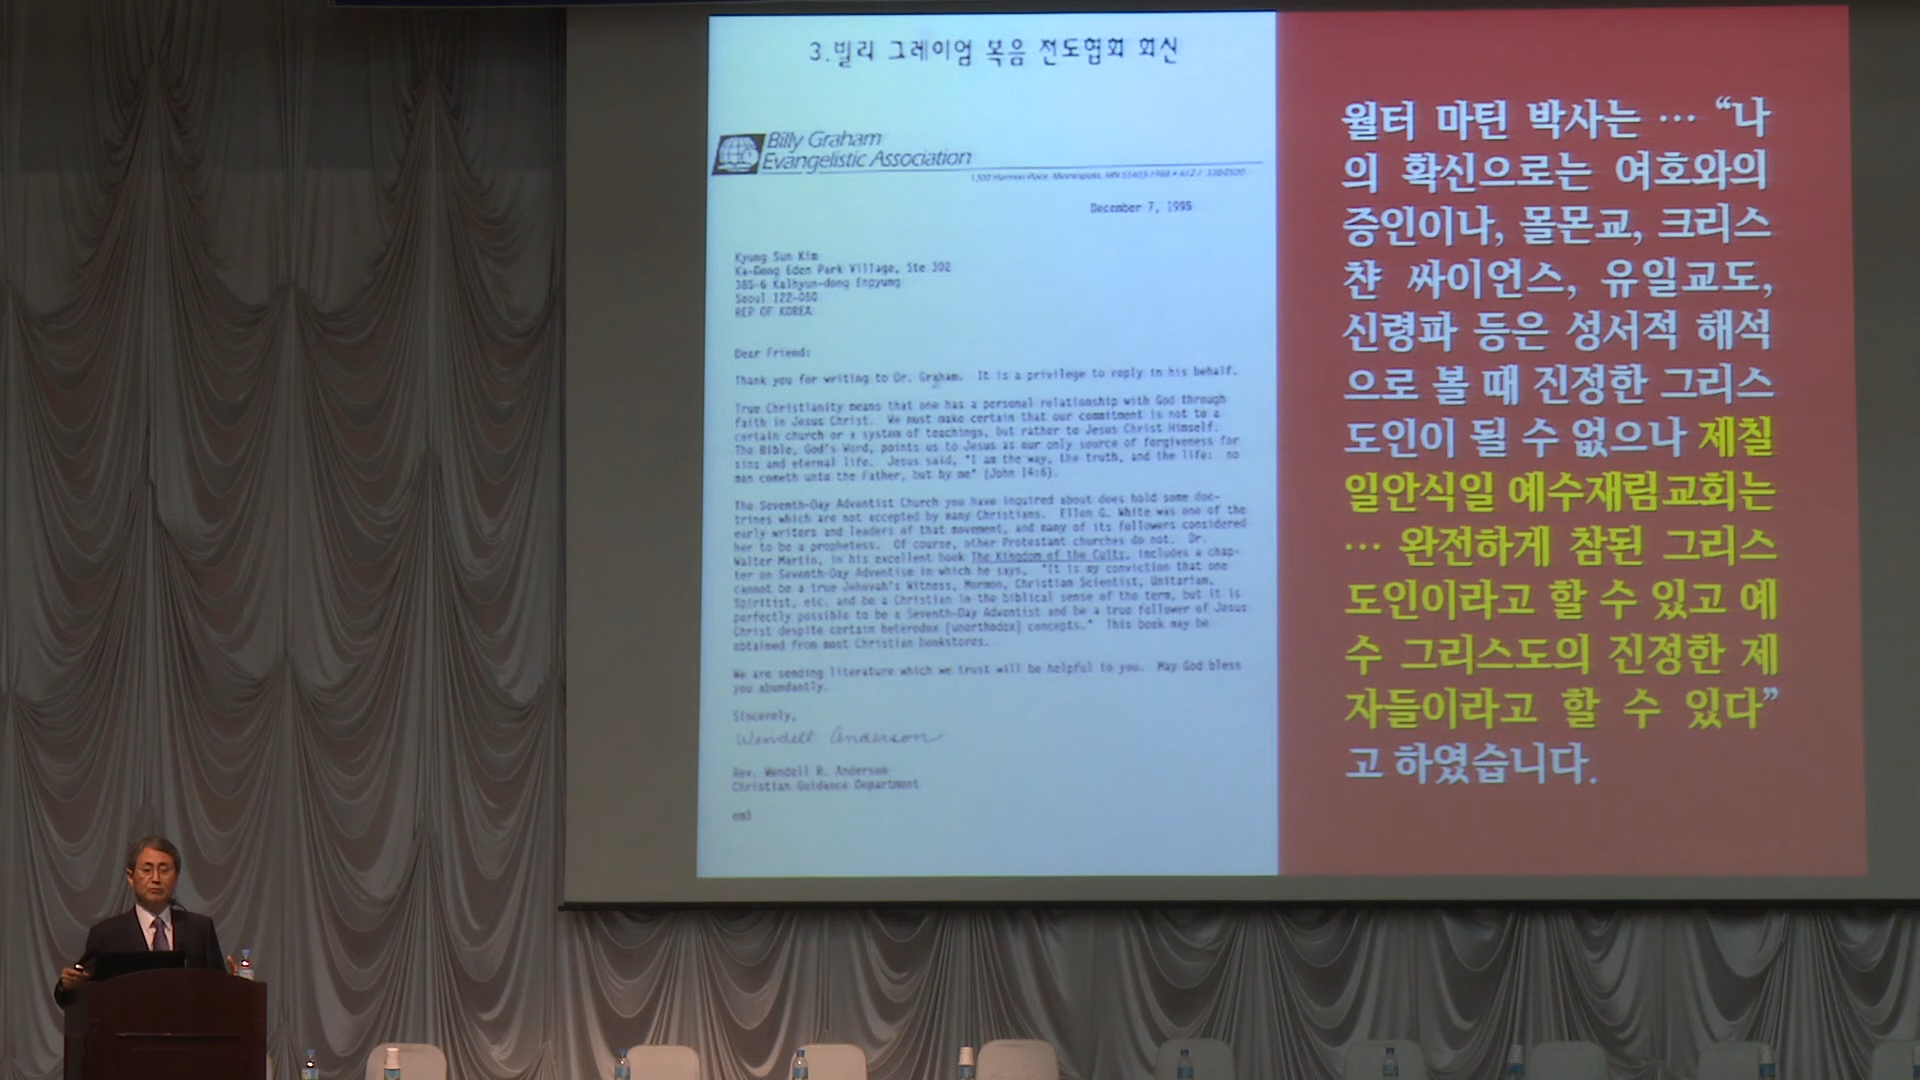 3.빌리 그레이엄 복음 전도협회 회신
Billy Graham
Evangelistic Association
1300 Harmon Place, Minneapolis, MN
December 7, 1995
Kyung Sun Kim
Ka-Dong Eden Park Village, Ste 302
385-6 Kalhyun-dong Enpyung
Seoul 122-050
REP OF KOREA
Dear Friend:
Thank you for writing to Dr. Graham. It is a privilege to reply in his behalf.
True Christianity means that one has a personal relationship with God through
faith in Jesus Christ. We must make certain that our commitment is not to a
certain church or a system of teachings, but rather to Jesus Christ Himself.
The Bible, God's Word, points us to Jesus as our only source of forgiveness for
sins and eternal life. Jesus said, "I am the way, the truth, and the life: no
man cometh unto the Father, but by me" (John 14:6).
The Seventh-Day Adventist Church you have inquired about does hold some doc-
trines which are not accepted by many Christians. Ellen G. White was one of the
early writers and leaders of that movement, and many of its followers considered
her to be a prophetess. Of course, other Protestant churches do not. Dr.
Walter Martin, in his excellent book The Kingdom of the Cults, includes a chap-
ter on Seventh-Day Adventism in which he says, "It is my conviction that one
cannot be a true Jehovah's Witness, Mormon, Christian Scientist, Unitarian,
Spiritist, etc. and be a Christian in the biblical sense of the term, but it is
perfectly possible to be a Seventh-Day Adventist and be a true follower of Jesus
Christ despite certain heterodox [unorthodox] concepts." This book may be
obtained from most Christian bookstores.
We are sending literature which we trust will be helpful to you. May God bless
you abundantly.
Sincerely,
Wendell Anderson
Rev. Wendell R. Anderson
Christian Guidance Department
월터 마틴 박사는 … “나
의 확신으로는 여호와의
증인이나, 몰몬교, 크리스
챤 싸이언스, 유일교도,
신령파 등은 성서적 해석
으로 볼 때 진정한 그리스
도인이 될 수 없으나 제칠
일안식일 예수재림교회는
… 완전하게 참된 그리스
도인이라고 할 수 있고 예
수 그리스도의 진정한 제
자들이라고 할 수 있다”
고 하였습니다.